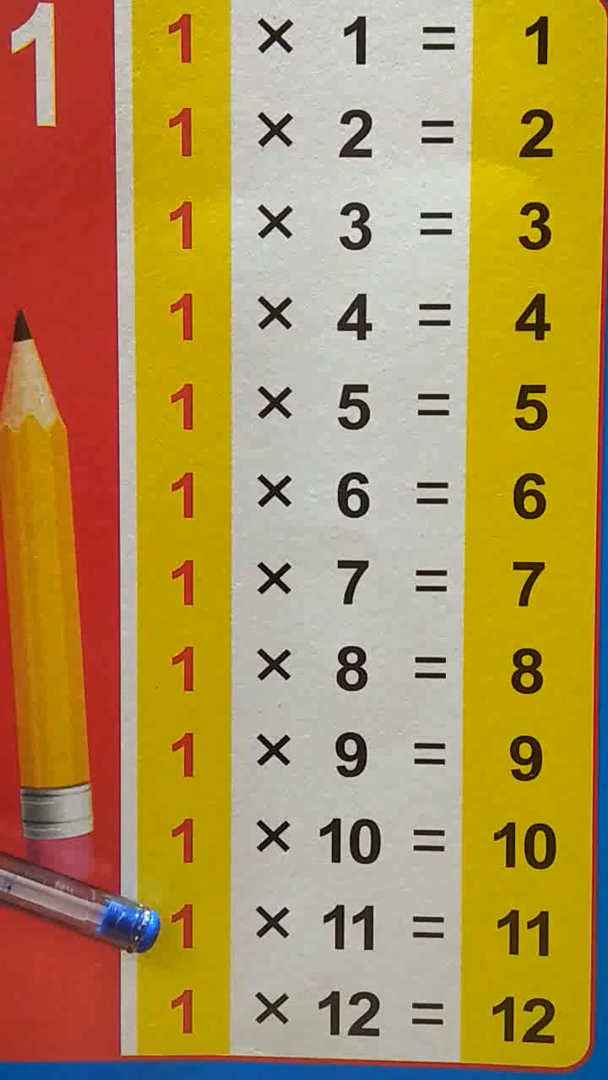 1
1 × 1 = 1
1 × 2 = 2
1 × 3 = 3
1 × 4 = 4
1 × 5 = 5
1 × 6 = 6
1 × 7 = 7
1 × 8 = 8
1 × 9 = 9
1 × 10 = 10
1 × 11 = 11
1 × 12 = 12